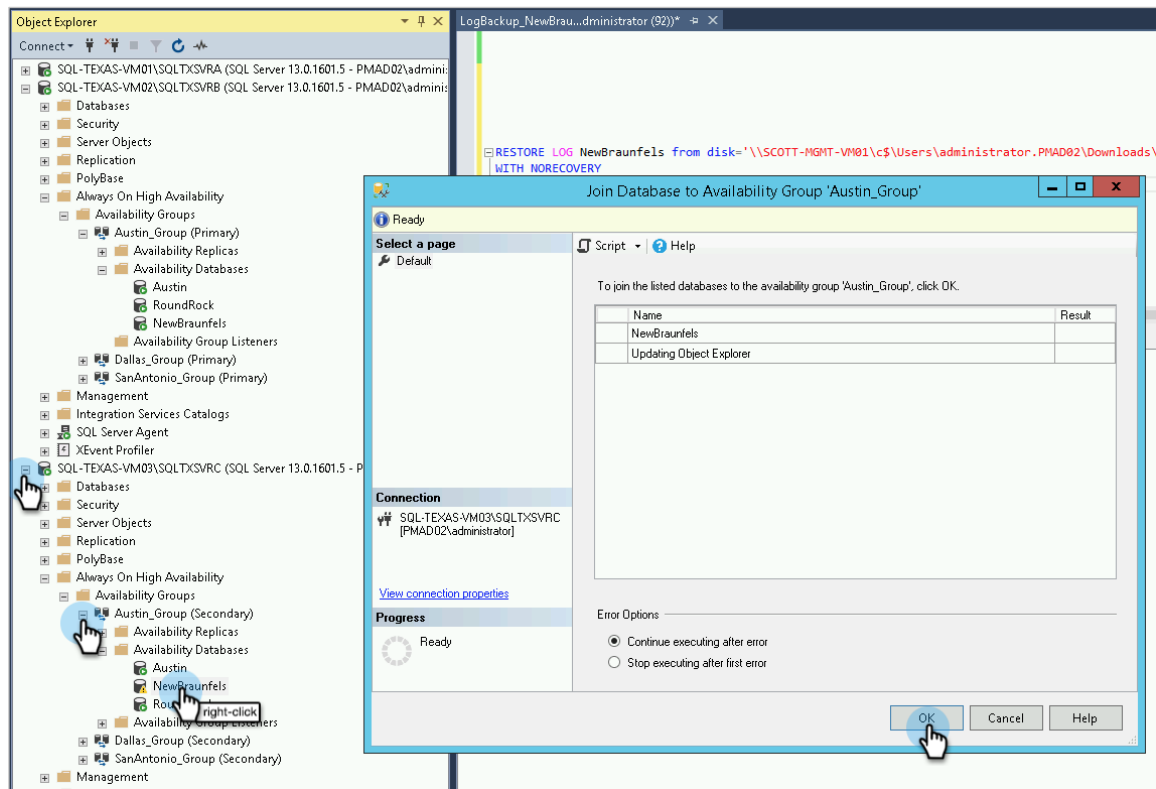 Object Explorer
Connect
SQL-TEXAS-VM01\SQLTXSVRA (SQL Server 13.0.1601.5 - PMAD02\admini
SQL-TEXAS-VM02\SQLTXSVRB (SQL Server 13.0.1601.5 - PMAD02\adminis
Databases
Security
Server Objects
Replication
PolyBase
Always On High Availability
Availability Groups
Austin_Group (Primary)
Availability Replicas
Availability Databases
Austin
RoundRock
NewBraunfels
Availability Group Listeners
Dallas_Group (Primary)
SanAntonio_Group (Primary)
Management
Integration Services Catalogs
SQL Server Agent
XEvent Profiler
SQL-TEXAS-VM03\SQLTXSVRC (SQL Server 13.0.1601.5 - P
Databases
Security
Server Objects
Replication
PolyBase
Always On High Availability
Availability Groups
Austin_Group (Secondary)
Availability Replicas
Availability Databases
Austin
NewBraunfels
right-click
Availability Group Listeners
Dallas_Group (Secondary)
SanAntonio_Group (Secondary)
Management
LogBackup_NewBrau...dministrator (92))*
RESTORE LOG NewBraunfels from disk='\\SCOTT-MGMT-VM01\c$\Users\administrator.PMAD02\Downloads\
WITH NORECOVERY
Join Database to Availability Group 'Austin_Group'
Ready
Select a page
Default
Script Help
To join the listed databases to the availability group 'Austin_Group', click OK.
Name Result
NewBraunfels
Updating Object Explorer
Connection
SQL-TEXAS-VM03\SQLTXSVRC
[PMAD02\administrator]
View connection properties
Progress
Ready
Error Options
Continue executing after error
Stop executing after first error
OK Cancel Help